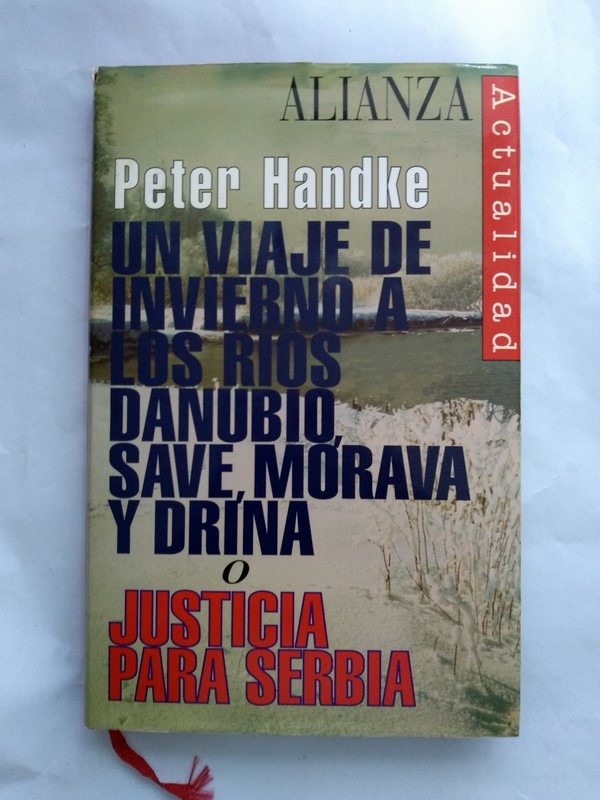 ALIANZA
Actualidad
Peter Handke
UN VIAJE DE
INVIERNO A
LOS RIOS
DANUBIO,
SAVE, MORAVA
Y DRINA
O
JUSTICIA
PARA SERBIA